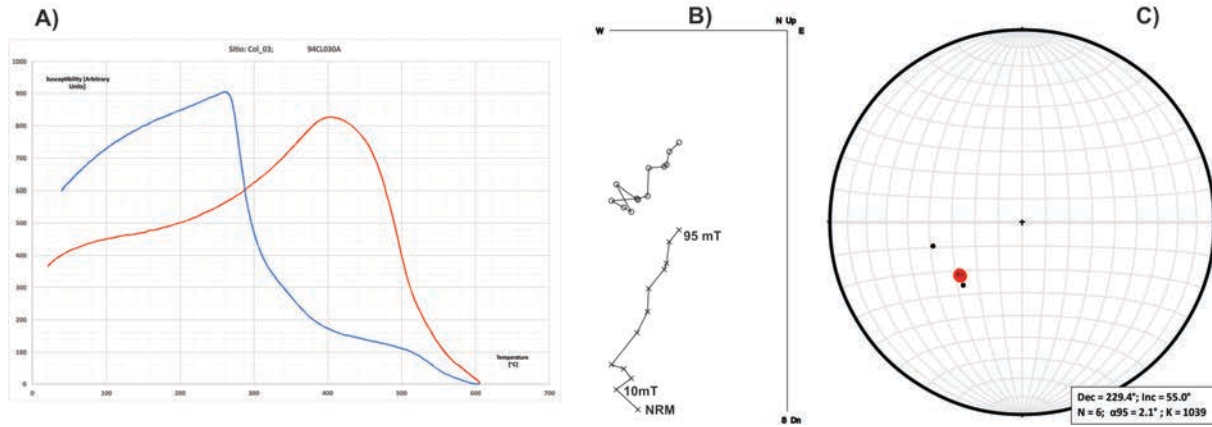 A)
Sitio: Col_03; 94CL030A
Susceptibility [Arbitrary
Units]
1000
900
800
700
600
500
400
300
200
100
0
0 100 200 300 400 500 600 700
Temperature
[°C]
B)
N Up
W E
95 mT
10mT
NRM
S Dn
C)
Dec = 229.4°; Inc = 55.0°
N = 6; α95 = 2.1° ; K = 1039